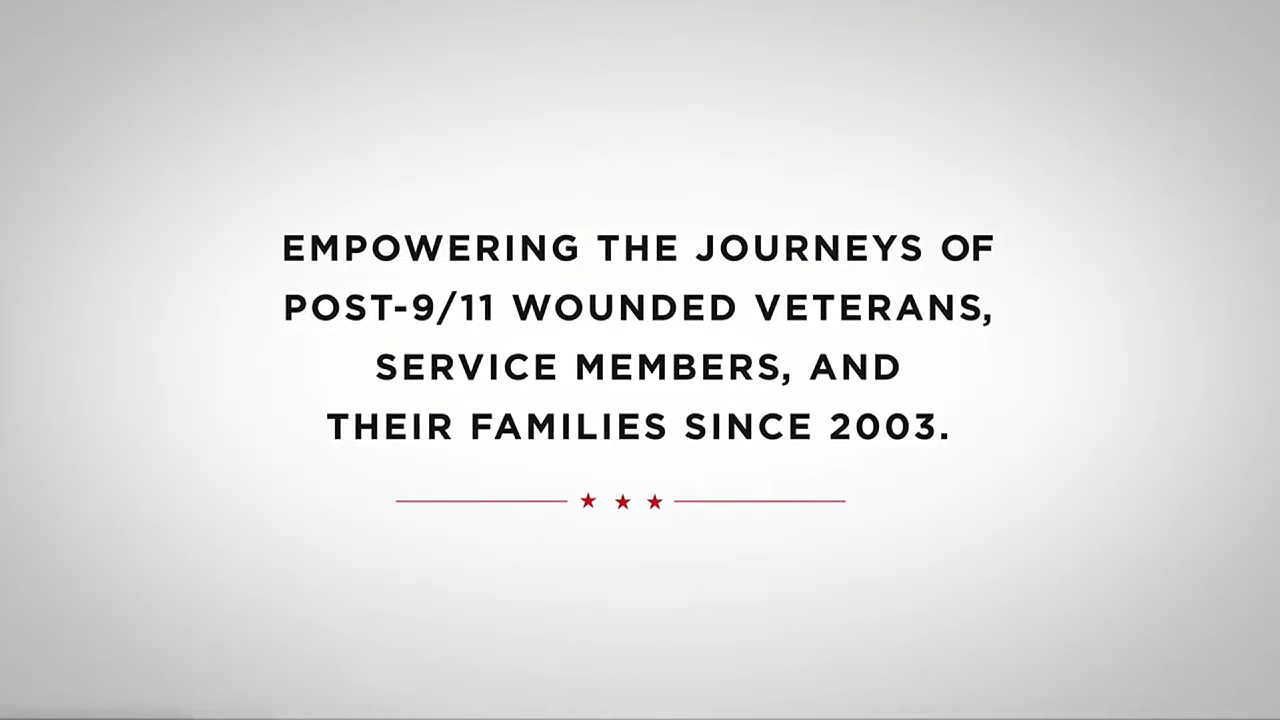 EMPOWERING THE JOURNEYS OF
POST-9/11 WOUNDED VETERANS,
SERVICE MEMBERS, AND
THEIR FAMILIES SINCE 2003.